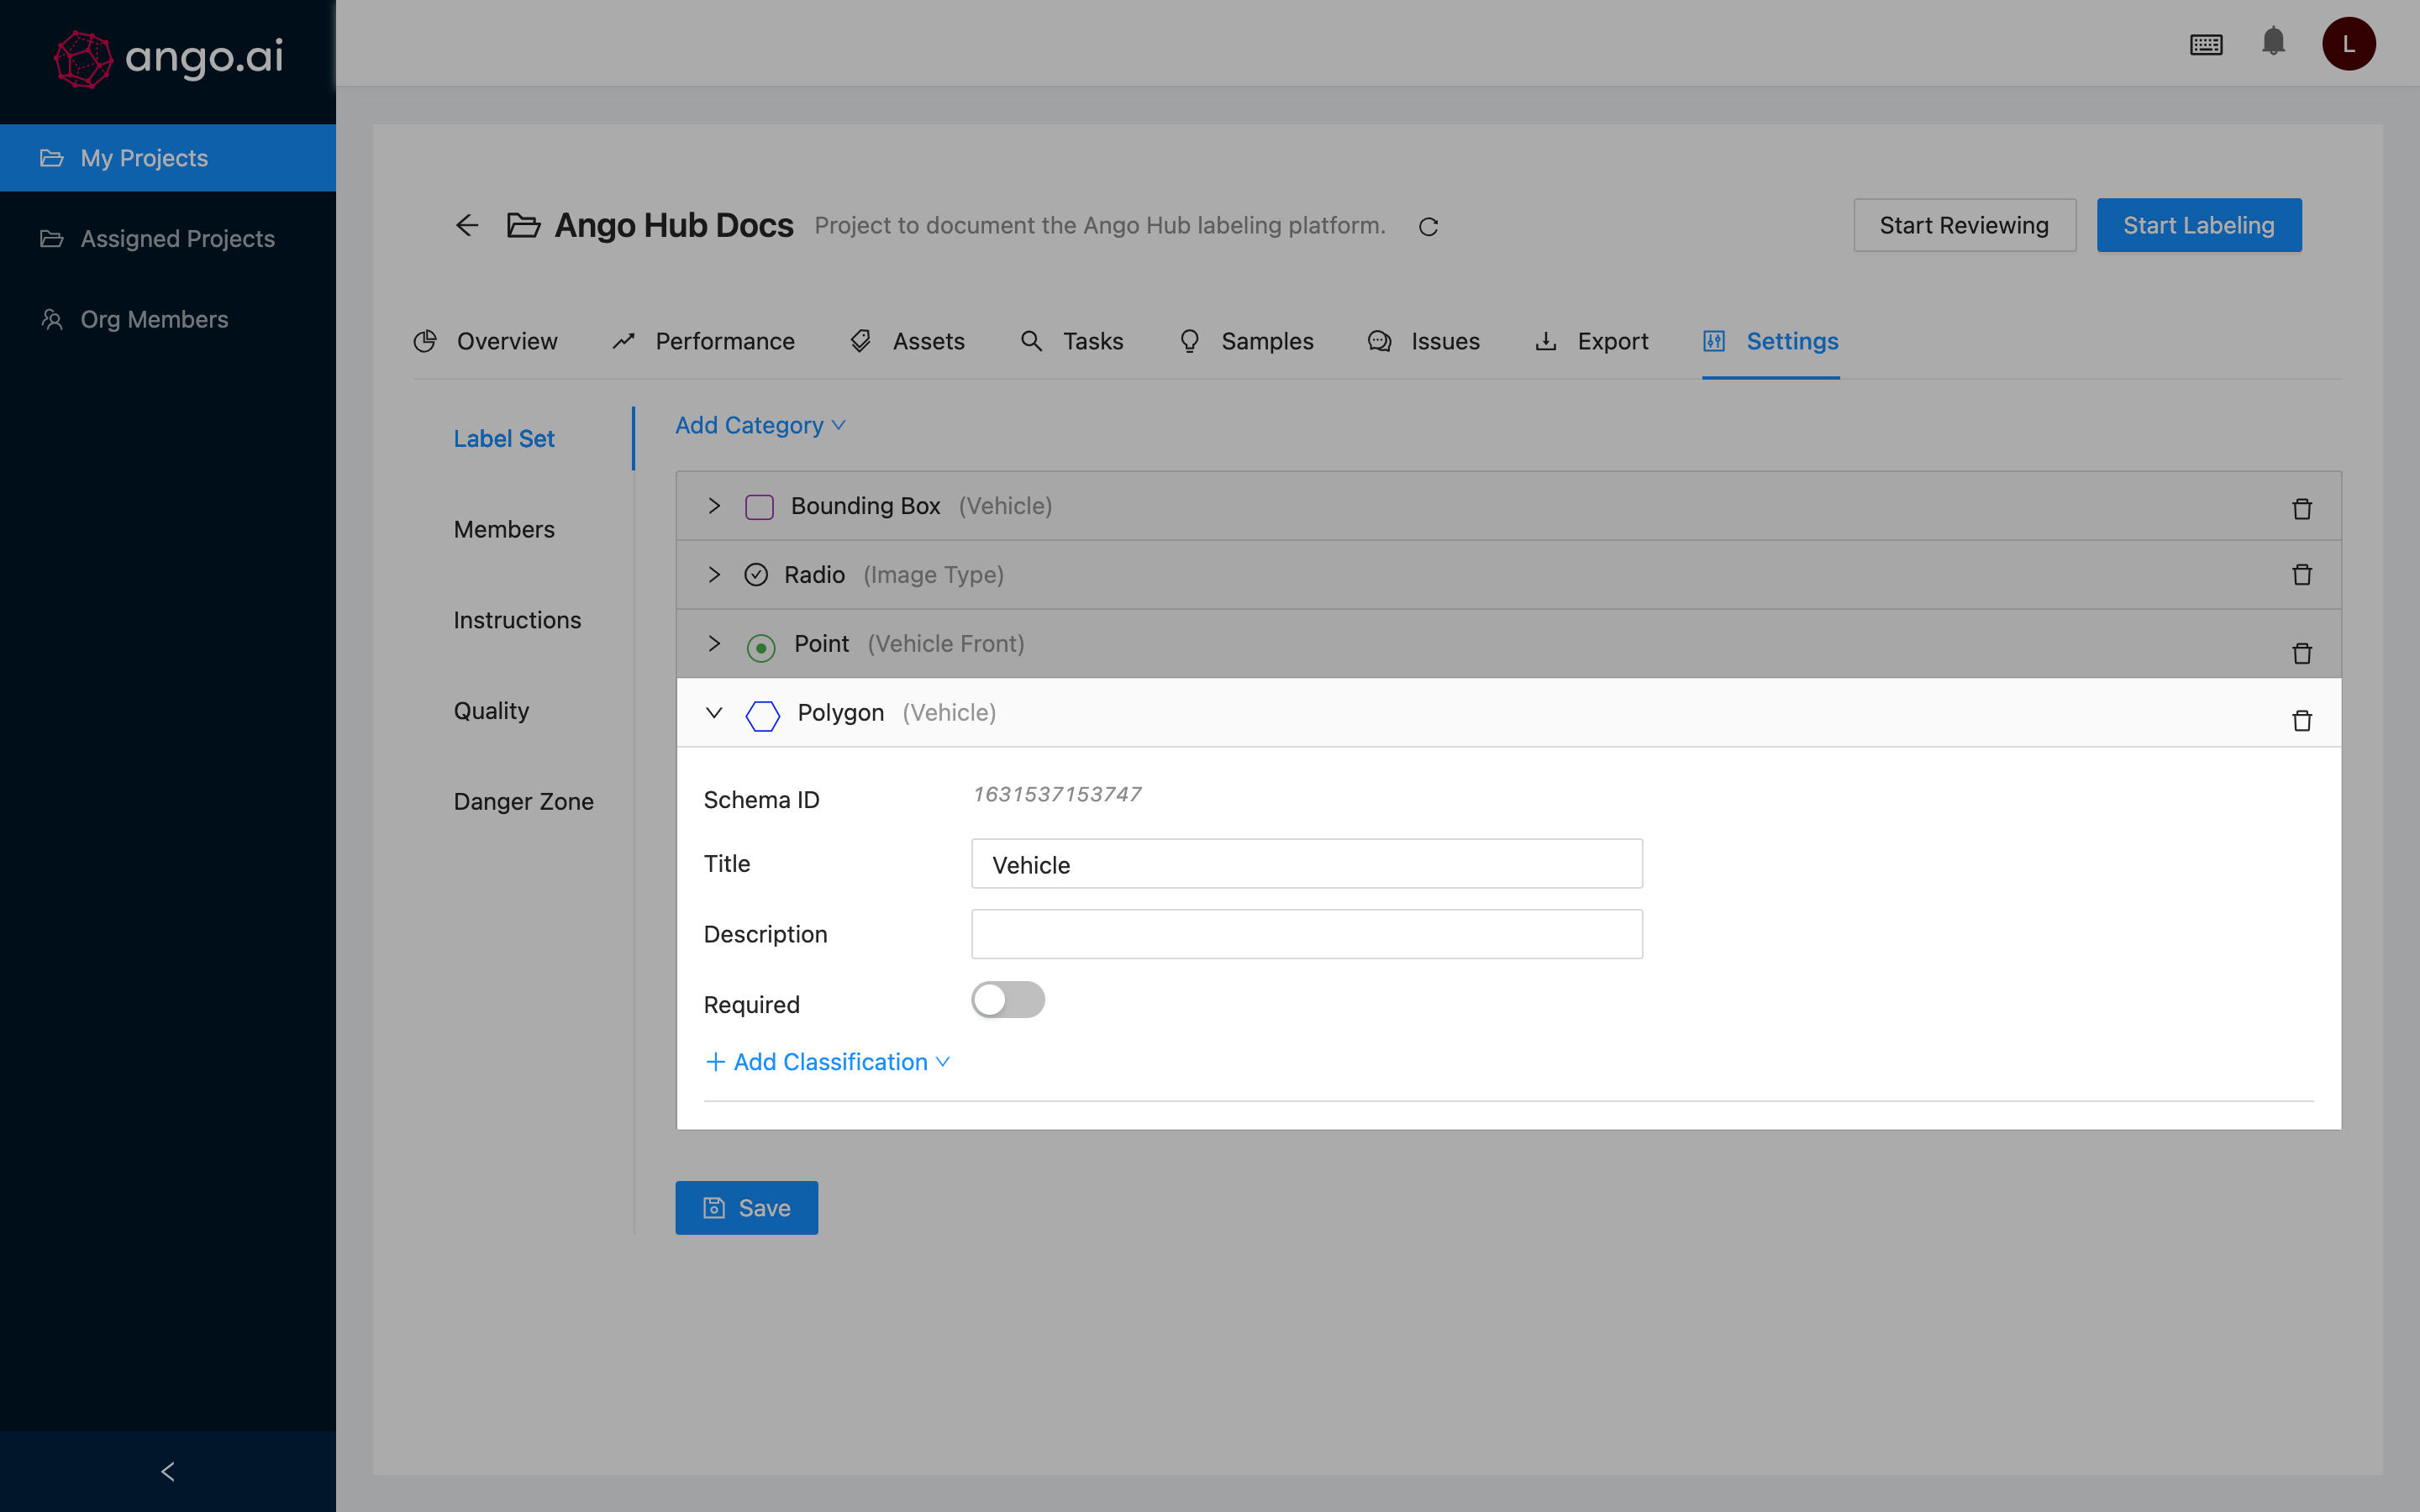 ango.ai
L
My Projects
Assigned Projects
Org Members
Ango Hub Docs Project to document the Ango Hub labeling platform.
Start Reviewing
Start Labeling
Overview
Performance
Assets
Tasks
Samples
Issues
Export
Settings
Label Set
Members
Instructions
Quality
Danger Zone
Add Category
Bounding Box (Vehicle)
Radio (Image Type)
Point (Vehicle Front)
Polygon (Vehicle)
Schema ID 1631537153747
Title Vehicle
Description
Required
+ Add Classification
Save